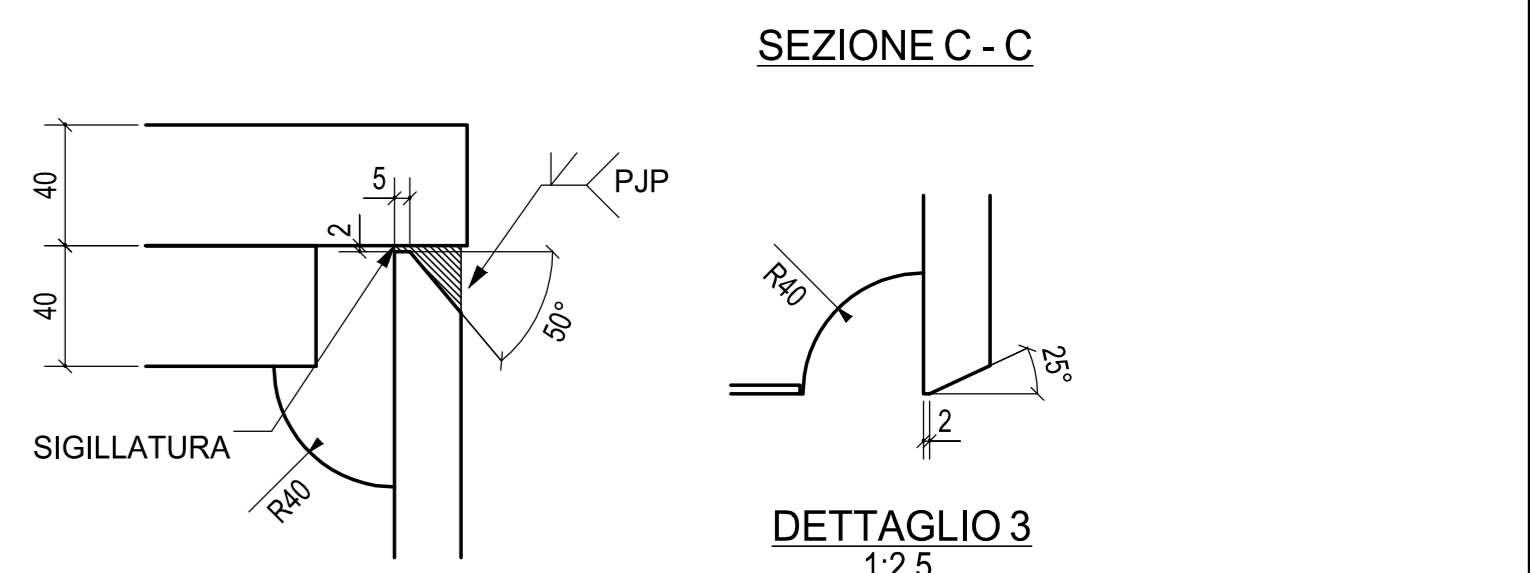 SEZIONE C - C
40
40
5
2
PJP
50°
SIGILLATURA
R40
R40
25°
2
DETTAGLIO 3
1:2.5